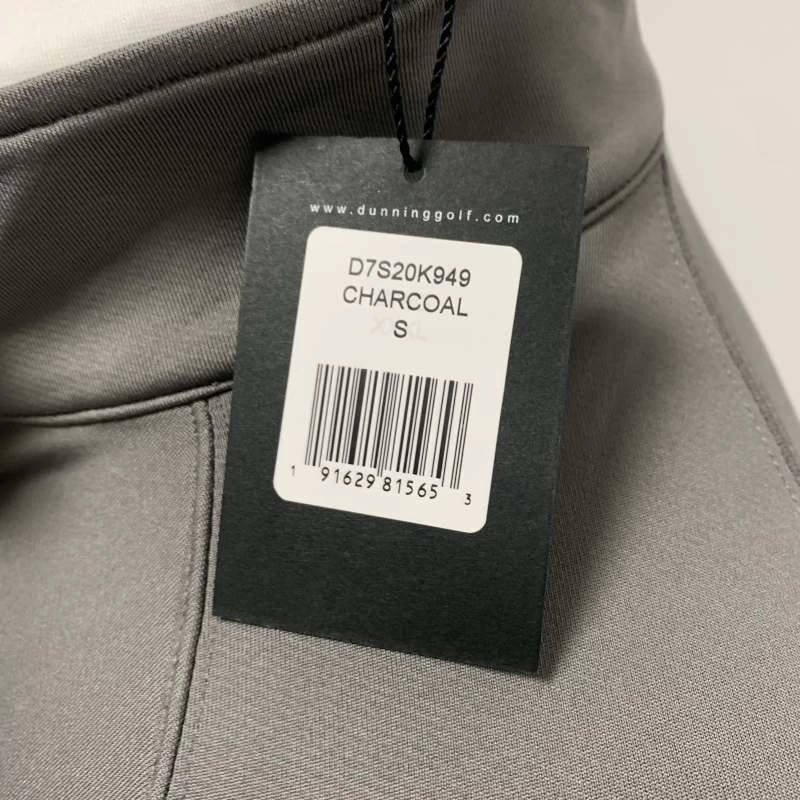 www.dunninggolf.com
D7S20K949
CHARCOAL
S
1 91629 81565 3